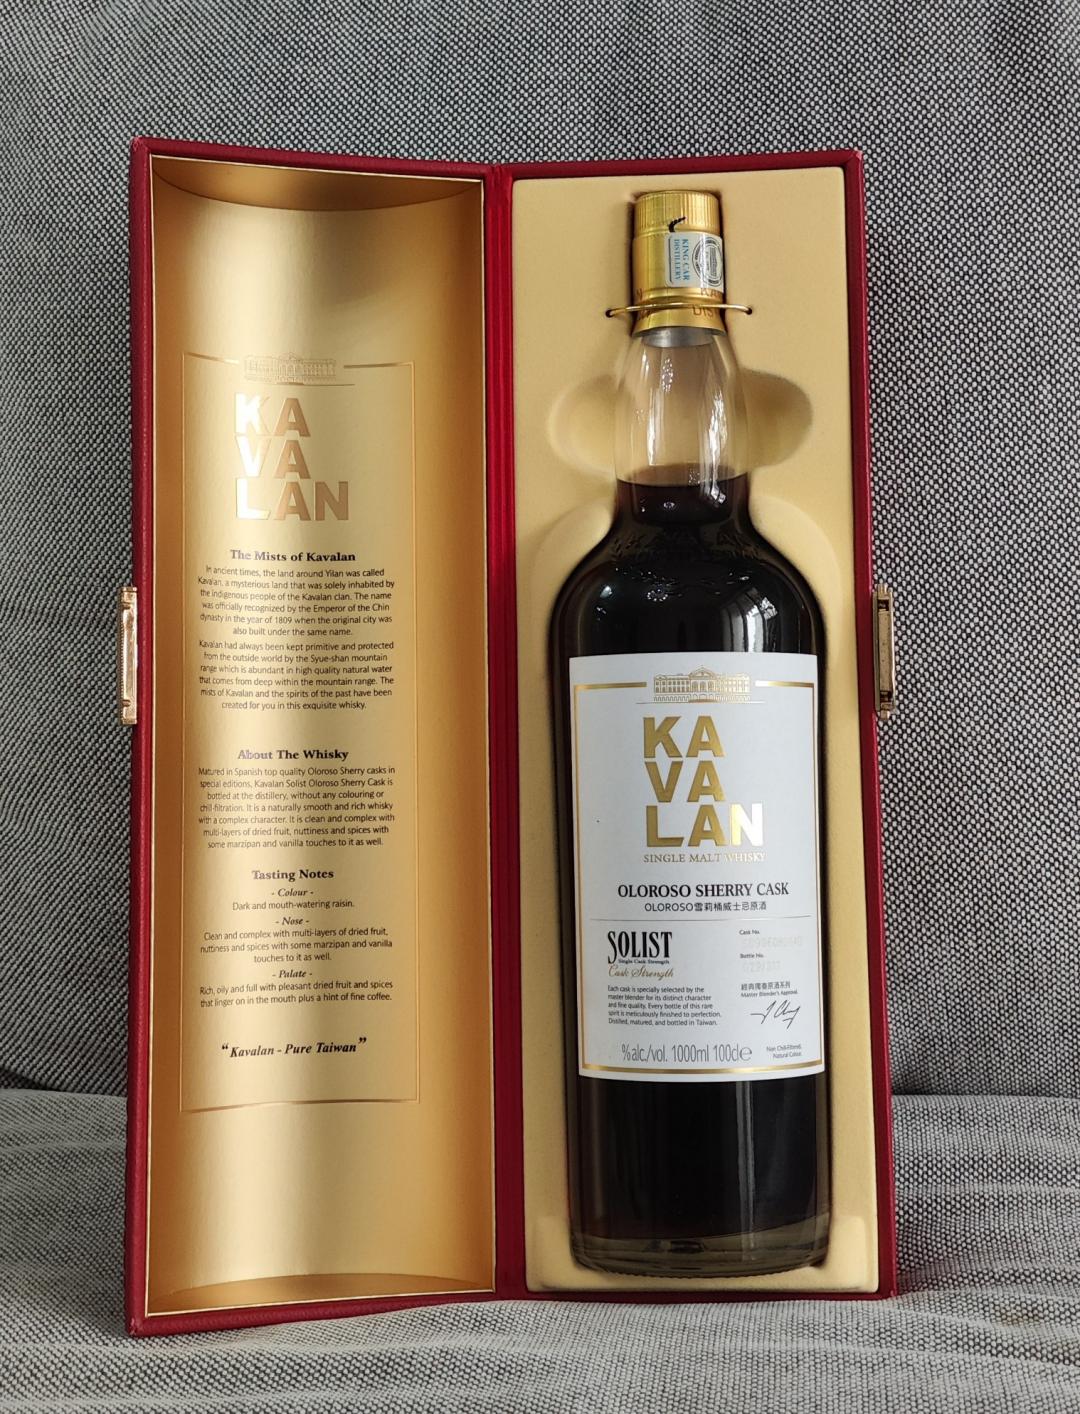 KA
VA
LAN
The Mists of Kavalan
In ancient times, the land around Yilan was called
Kavalan, a mysterious land that was solely inhabited by
the indigenous people of the Kavalan clan. The name
was officially recognized by the Emperor of the Chin
dynasty in the year of 1809 when the original city was
also built under the same name.
Kavalan had always been kept primitive and protected
from the outside world by the Syue-shan mountain
range which is abundant in high quality natural water
that comes from deep within the mountain range. The
mists of Kavalan and the spirits of the past have been
created for you in this exquisite whisky.
About The Whisky
Matured in Spanish top quality Oloroso Sherry casks in
special editions, Kavalan Solist Oloroso Sherry Cask is
bottled at the distillery, without any colouring or
chill-filtration. It is a naturally smooth and rich whisky
with a complex character. It is clean and complex with
multi-layers of dried fruit, nuttiness and spices with
some marzipan and vanilla touches to it as well.
Tasting Notes
- Colour -
Dark and mouth-watering raisin.
- Nose -
Clean and complex with multi-layers of dried fruit,
nuttiness and spices with some marzipan and vanilla
touches to it as well.
- Palate -
Rich, oily and full with pleasant dried fruit and spices
that linger on in the mouth plus a hint of fine coffee.
“Kavalan - Pure Taiwan”
KING CAR
DISTILLERY
KA
VA
LAN
SINGLE MALT WHISKY
OLOROSO SHERRY CASK
OLOROSO雪莉桶威士忌原酒
SOLIST
Single Cask Strength
Cask Strength
Each cask is specially selected by the
master blender for its distinct character
and fine quality. Every bottle of this rare
spirit is meticulously finished to perfection.
Distilled, matured, and bottled in Taiwan.
Cask No.
Bottle No.
經典獨奏原酒系列
Master Blender's Approval,
%alc./vol. 1000ml 100cl℮
Non Chill-Filtered,
Natural Colour.